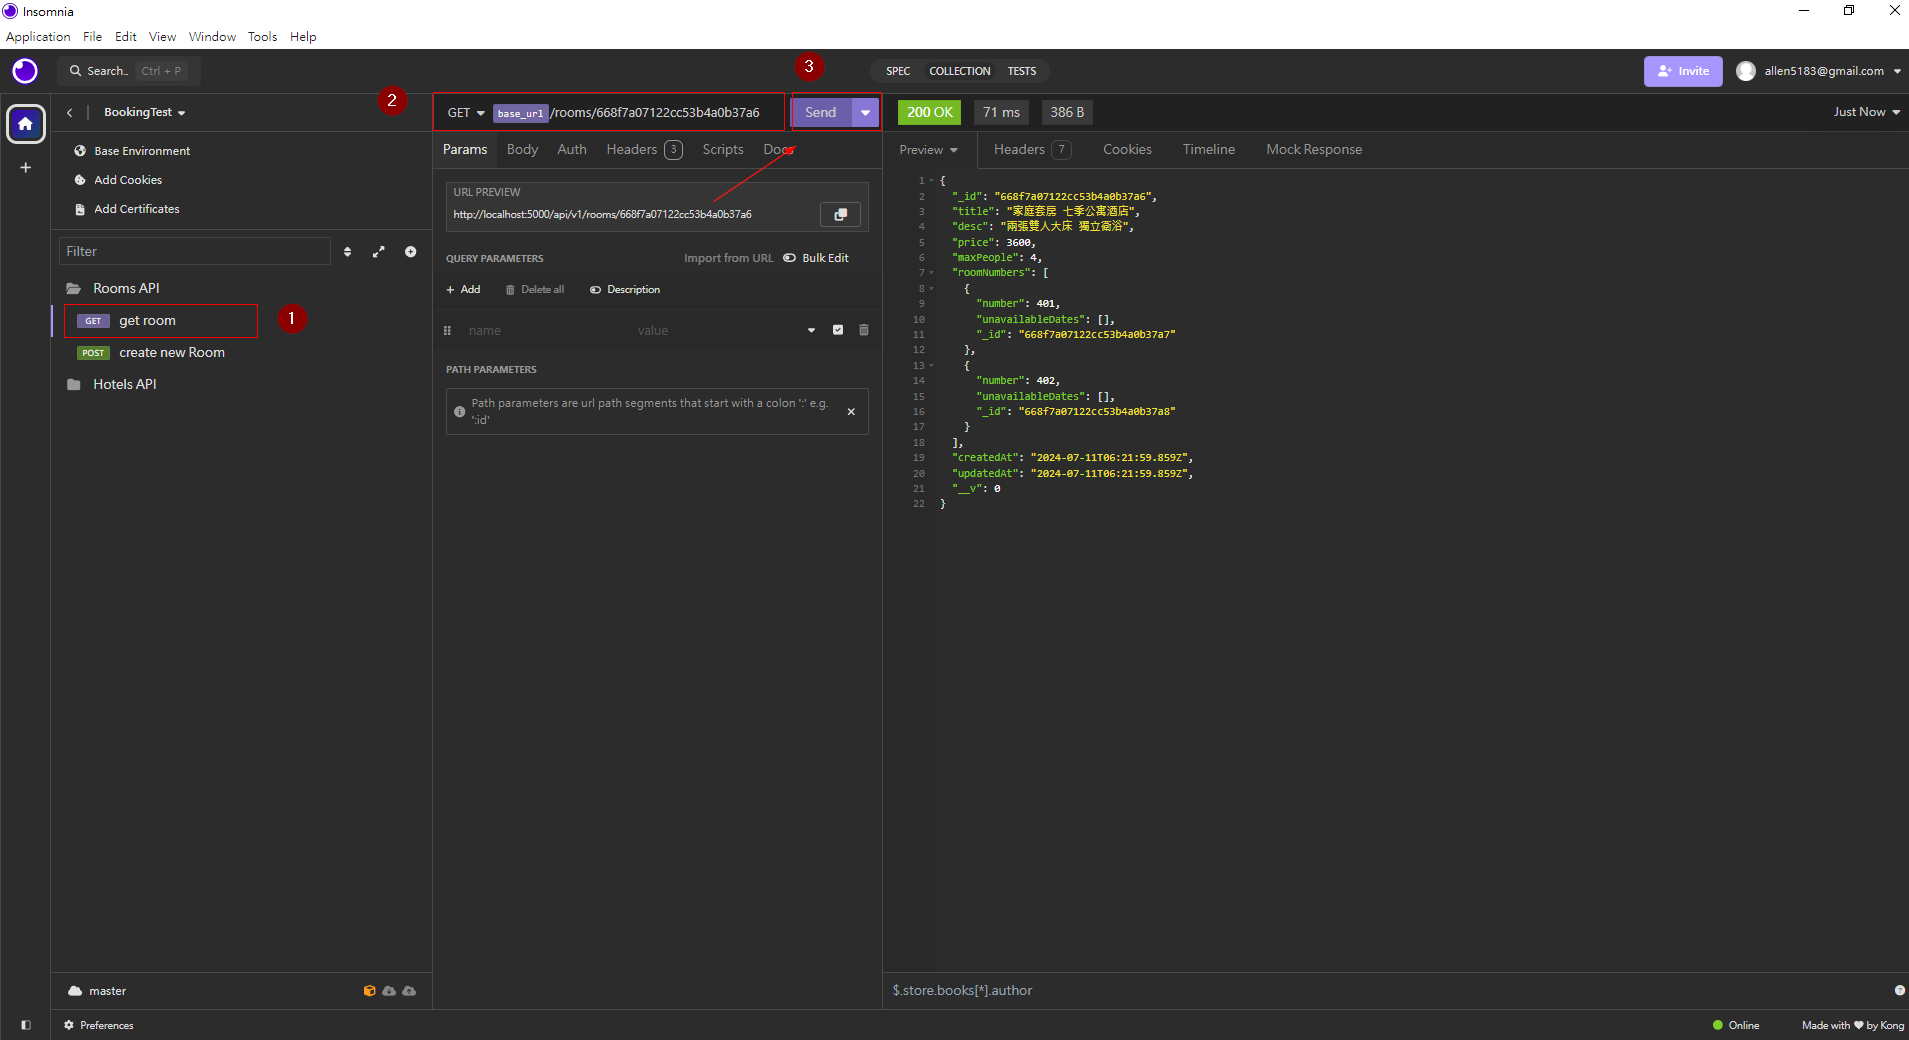 Insomnia
Application File Edit View Window Tools Help
Search.. Ctrl + P
3
SPEC COLLECTION TESTS
Invite
allen5183@gmail.com
BookingTest
2
GET base_url/rooms/668f7a07122cc53b4a0b37a6
Send
200 OK 71 ms 386 B
Just Now
Base Environment
Add Cookies
Add Certificates
Filter
Rooms API
GET get room
1
POST create new Room
Hotels API
Params Body Auth Headers 3 Scripts Docs
URL PREVIEW
http://localhost:5000/api/v1/rooms/668f7a07122cc53b4a0b37a6
QUERY PARAMETERS Import from URL Bulk Edit
+ Add Delete all Description
name value
PATH PARAMETERS
Path parameters are url path segments that start with a colon ':' e.g.
':id'
Preview Headers 7 Cookies Timeline Mock Response
1 {
2 "_id": "668f7a07122cc53b4a0b37a6",
3 "title": "家庭套房 七季公寓酒店",
4 "desc": "兩張雙人大床 獨立衛浴",
5 "price": 3600,
6 "maxPeople": 4,
7 "roomNumbers": [
8 {
9 "number": 401,
10 "unavailableDates": [],
11 "_id": "668f7a07122cc53b4a0b37a7"
12 },
13 {
14 "number": 402,
15 "unavailableDates": [],
16 "_id": "668f7a07122cc53b4a0b37a8"
17 }
18 ],
19 "createdAt": "2024-07-11T06:21:59.859Z",
20 "updatedAt": "2024-07-11T06:21:59.859Z",
21 "__v": 0
22 }
master
$.store.books[*].author
Preferences
Online
Made with ♥ by Kong